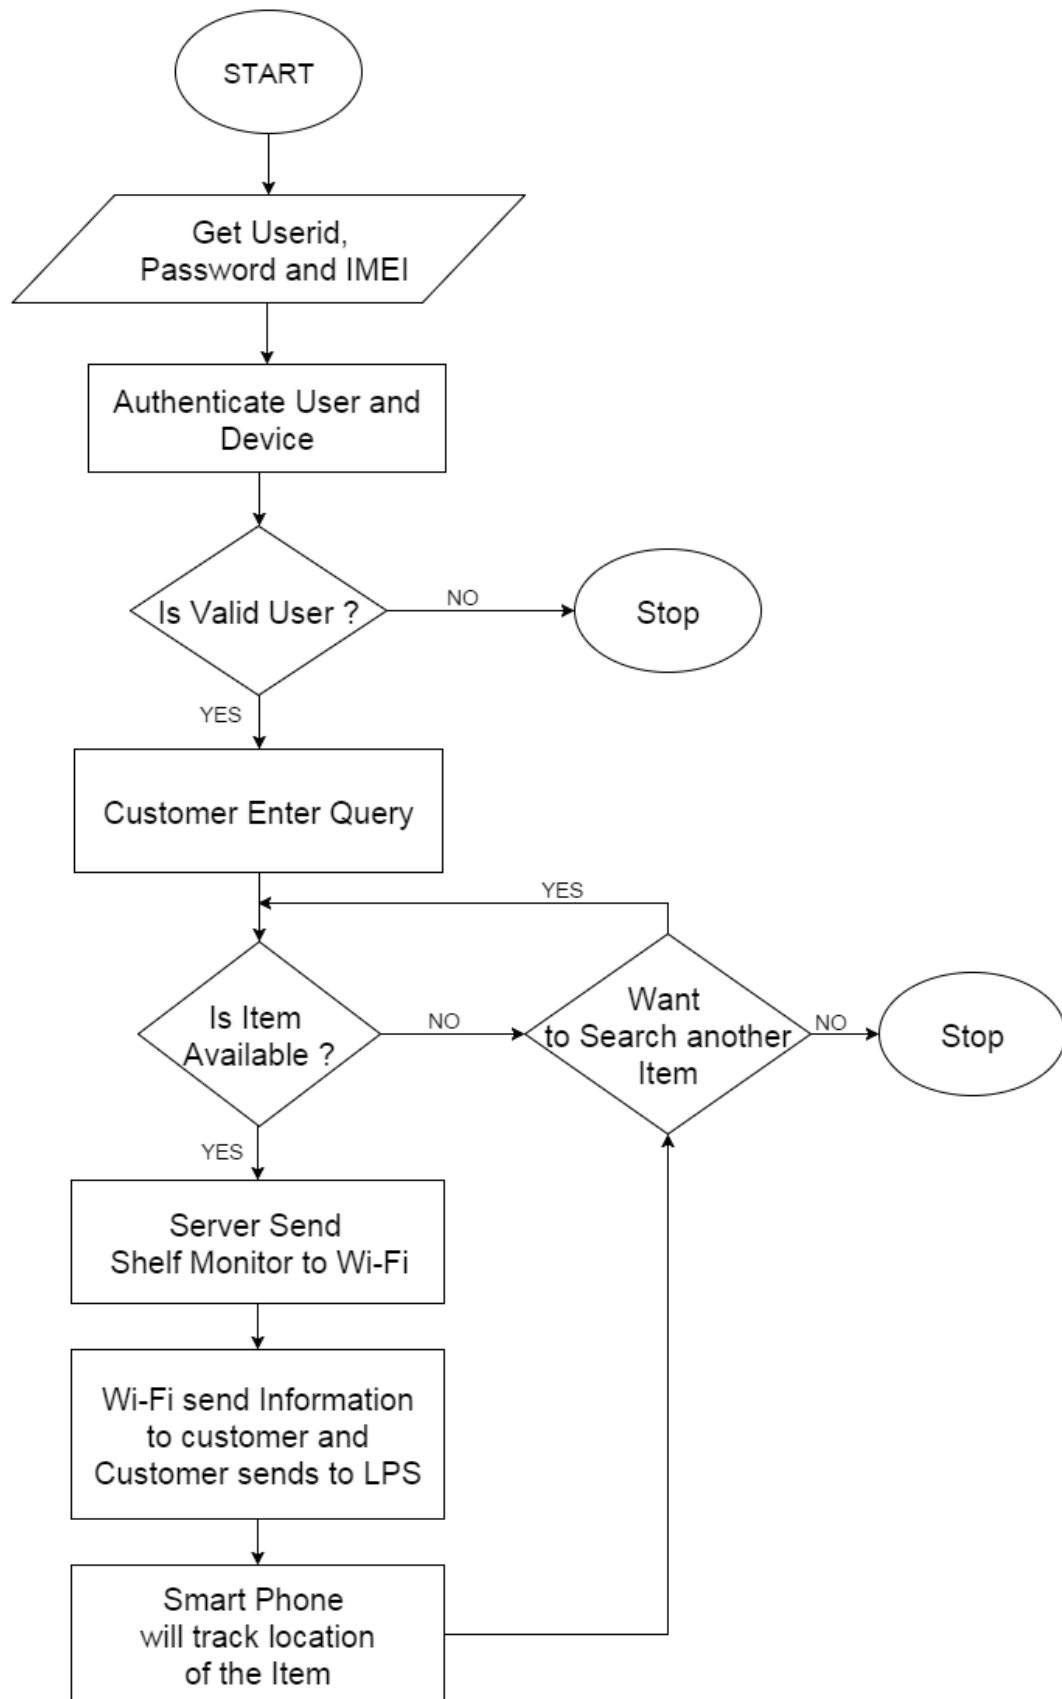 START
Get Userid,
Password and IMEI
Authenticate User and
Device
Is Valid User ?
NO
Stop
YES
Customer Enter Query
YES
Is Item
Available ?
NO
Want
to Search another
Item
NO
Stop
YES
Server Send
Shelf Monitor to Wi-Fi
Wi-Fi send Information
to customer and
Customer sends to LPS
Smart Phone
will track location
of the Item